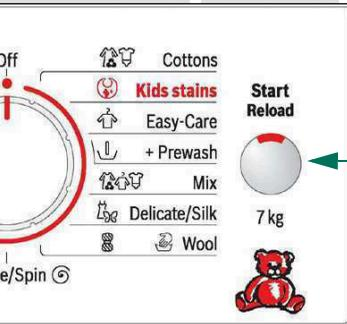 Off
Cottons
Kids stains
Easy-Care
+ Prewash
Mix
Delicate/Silk
Wool
e/Spin
Start
Reload
7 kg